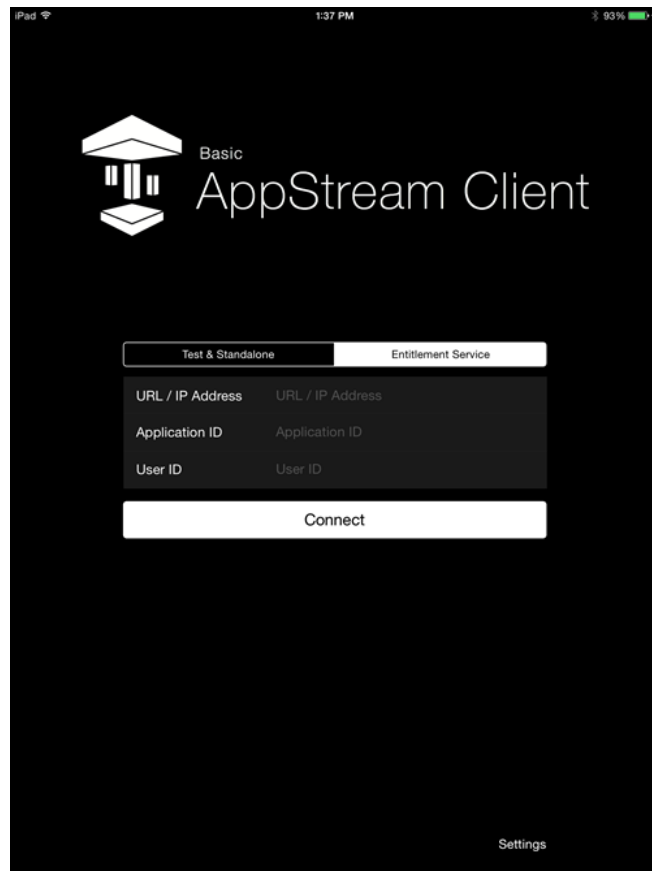 iPad 1:37 PM 93%
Basic
AppStream Client
Test & Standalone Entitlement Service
URL / IP Address URL / IP Address
Application ID Application ID
User ID User ID
Connect
Settings